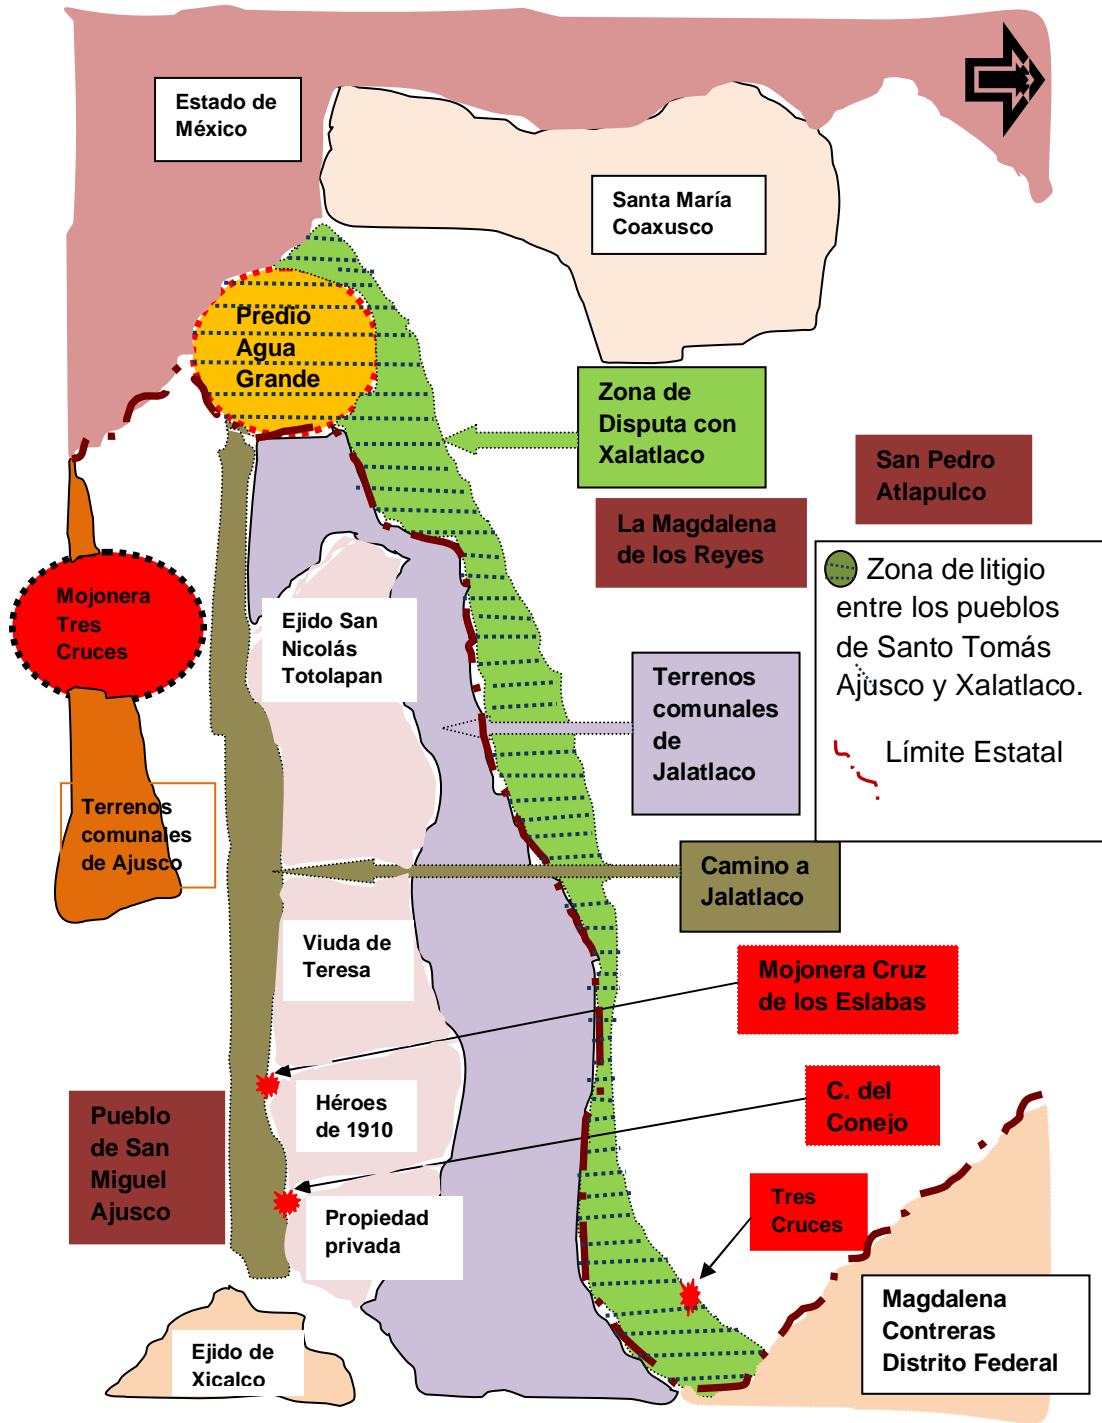 Estado de
México
Santa María
Coaxusco
Predio
Agua
Grande
Zona de
Disputa con
Xalatlaco
San Pedro
Atlapulco
La Magdalena
de los Reyes
Zona de litigio
entre los pueblos
de Santo Tomás
Ajusco y Xalatlaco.
Límite Estatal
Mojonera
Tres
Cruces
Ejido San
Nicolás
Totolapan
Terrenos
comunales
de
Jalatlaco
Terrenos
comunales
de Ajusco
Camino a
Jalatlaco
Viuda de
Teresa
Mojonera Cruz
de los Eslabas
Héroes
de 1910
C. del
Conejo
Pueblo
de San
Miguel
Ajusco
Propiedad
privada
Tres
Cruces
Magdalena
Contreras
Distrito Federal
Ejido de
Xicalco